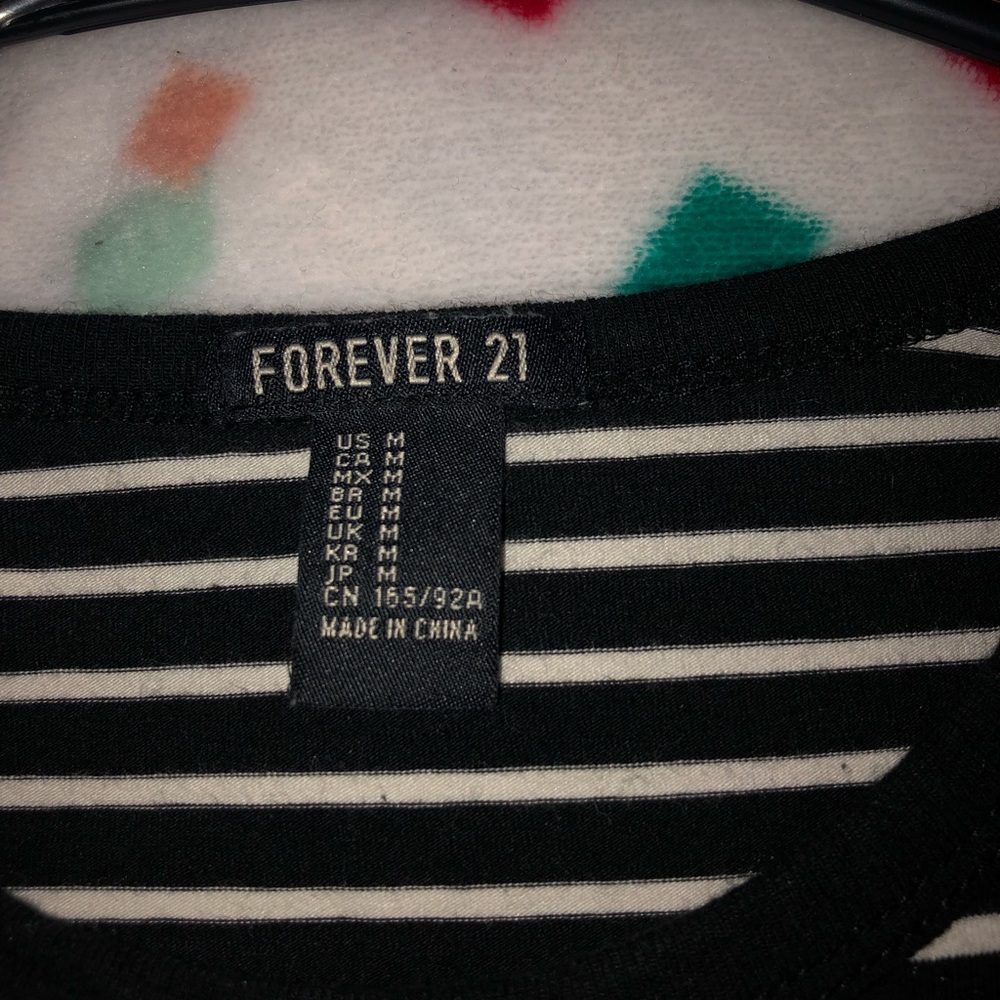 FOREVER 21
US M
CA M
MX M
BR M
EU M
UK M
KR M
JP M
CN 165/92A
MADE IN CHINA